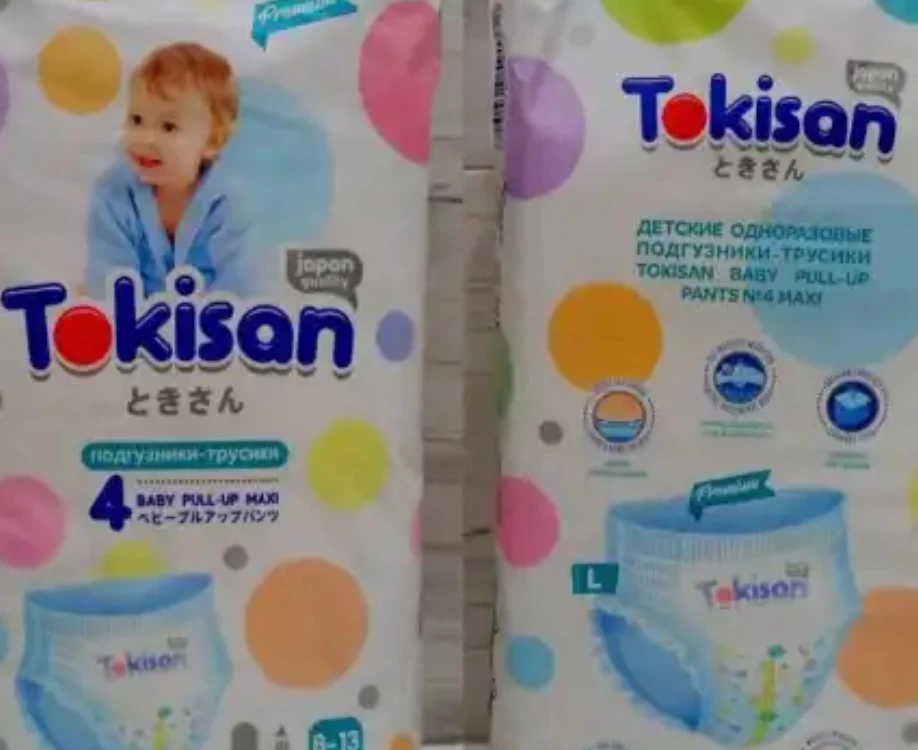 Premium
japan
quality
Tokisan
ときさん
подгузники-трусики
4
BABY PULL-UP MAXI
ベビープルアップパンツ
Tokisan
8-13
japan
quality
Tokisan
ときさん
ДЕТСКИЕ ОДНОРАЗОВЫЕ
ПОДГУЗНИКИ-ТРУСИКИ
TOKISAN BABY PULL-UP
PANTS №4 MAXI
Premium
L
Tokisan